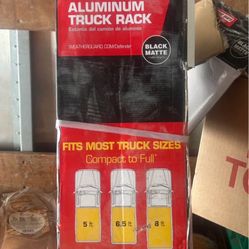 ALUMINUM
TRUCK RACK
Estante del camión de aluminio
WEATHERGUARD.COM/Defender
BLACK
MATTE
FITS MOST TRUCK SIZES
Compact to Full*
5 ft
6.5 ft
8 ft
TO